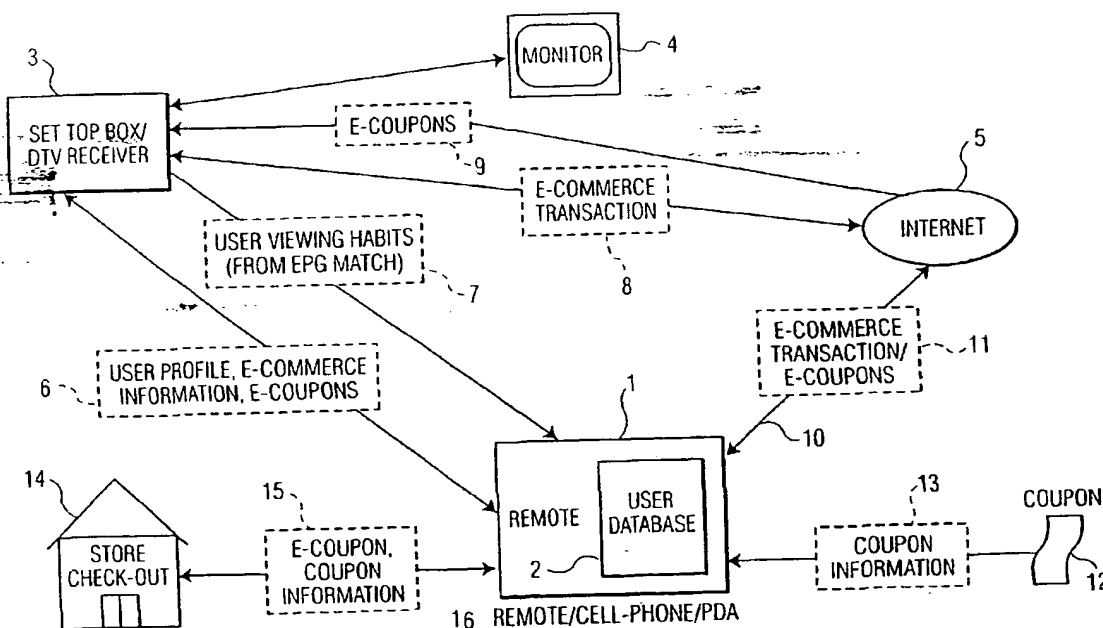 4
MONITOR
3
SET TOP BOX/
DTV RECEIVER
E-COUPONS
9
5
E-COMMERCE
TRANSACTION
8
INTERNET
USER VIEWING HABITS
(FROM EPG MATCH)
7
E-COMMERCE
TRANSACTION/
E-COUPONS
11
6
USER PROFILE, E-COMMERCE
INFORMATION, E-COUPONS
1
10
14
STORE
CHECK-OUT
15
E-COUPON,
COUPON
INFORMATION
REMOTE
USER
DATABASE
2
13
COUPON
INFORMATION
COUPON
12
16 REMOTE/CELL-PHONE/PDA